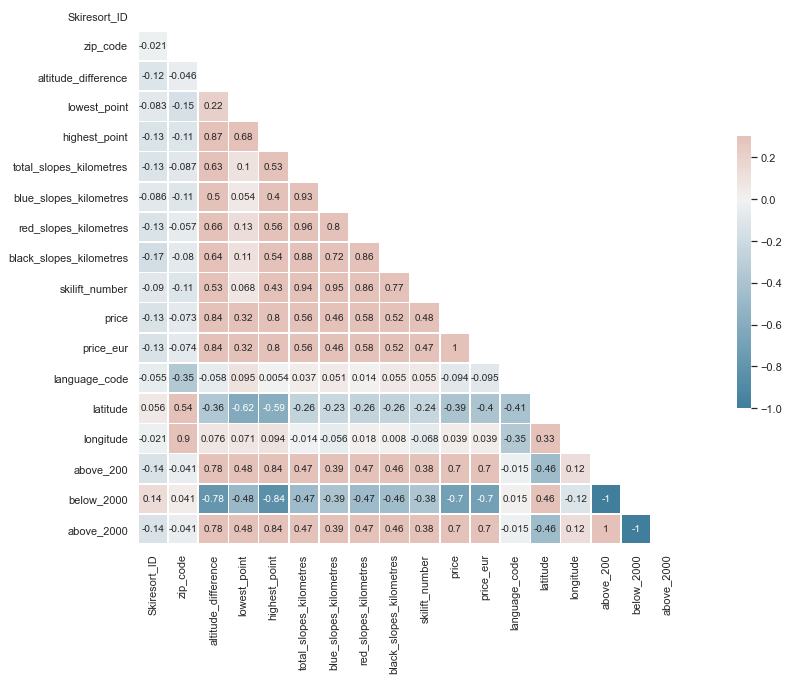 Skiresort_ID
zip_code -0.021
altitude_difference -0.12 -0.046
lowest_point -0.083 -0.15 0.22
highest_point -0.13 -0.11 0.87 0.68
total_slopes_kilometres -0.13 -0.087 0.63 0.1 0.53
blue_slopes_kilometres -0.086 -0.11 0.5 0.054 0.4 0.93
red_slopes_kilometres -0.13 -0.057 0.66 0.13 0.56 0.96 0.8
black_slopes_kilometres -0.17 -0.08 0.64 0.11 0.54 0.88 0.72 0.86
skilift_number -0.09 -0.11 0.53 0.068 0.43 0.94 0.95 0.86 0.77
price -0.13 -0.073 0.84 0.32 0.8 0.56 0.46 0.58 0.52 0.48
price_eur -0.13 -0.074 0.84 0.32 0.8 0.56 0.46 0.58 0.52 0.47 1
language_code -0.055 -0.35 -0.058 0.095 0.0054 0.037 0.051 0.014 0.055 0.055 -0.094 -0.095
latitude 0.056 0.54 -0.36 -0.62 -0.59 -0.26 -0.23 -0.26 -0.26 -0.24 -0.39 -0.4 -0.41
longitude -0.021 0.9 0.076 0.071 0.094 -0.014 -0.056 0.018 0.008 -0.068 0.039 0.039 -0.35 0.33
above_200 -0.14 -0.041 0.78 0.48 0.84 0.47 0.39 0.47 0.46 0.38 0.7 0.7 -0.015 -0.46 0.12
below_2000 0.14 0.041 -0.78 -0.48 -0.84 -0.47 -0.39 -0.47 -0.46 -0.38 -0.7 -0.7 0.015 0.46 -0.12 -1
above_2000 -0.14 -0.041 0.78 0.48 0.84 0.47 0.39 0.47 0.46 0.38 0.7 0.7 -0.015 -0.46 0.12 1 -1
Skiresort_ID
zip_code
altitude_difference
lowest_point
highest_point
total_slopes_kilometres
blue_slopes_kilometres
red_slopes_kilometres
black_slopes_kilometres
skilift_number
price
price_eur
language_code
latitude
longitude
above_200
below_2000
above_2000
0.2
0.0
−0.2
−0.4
−0.6
−0.8
−1.0